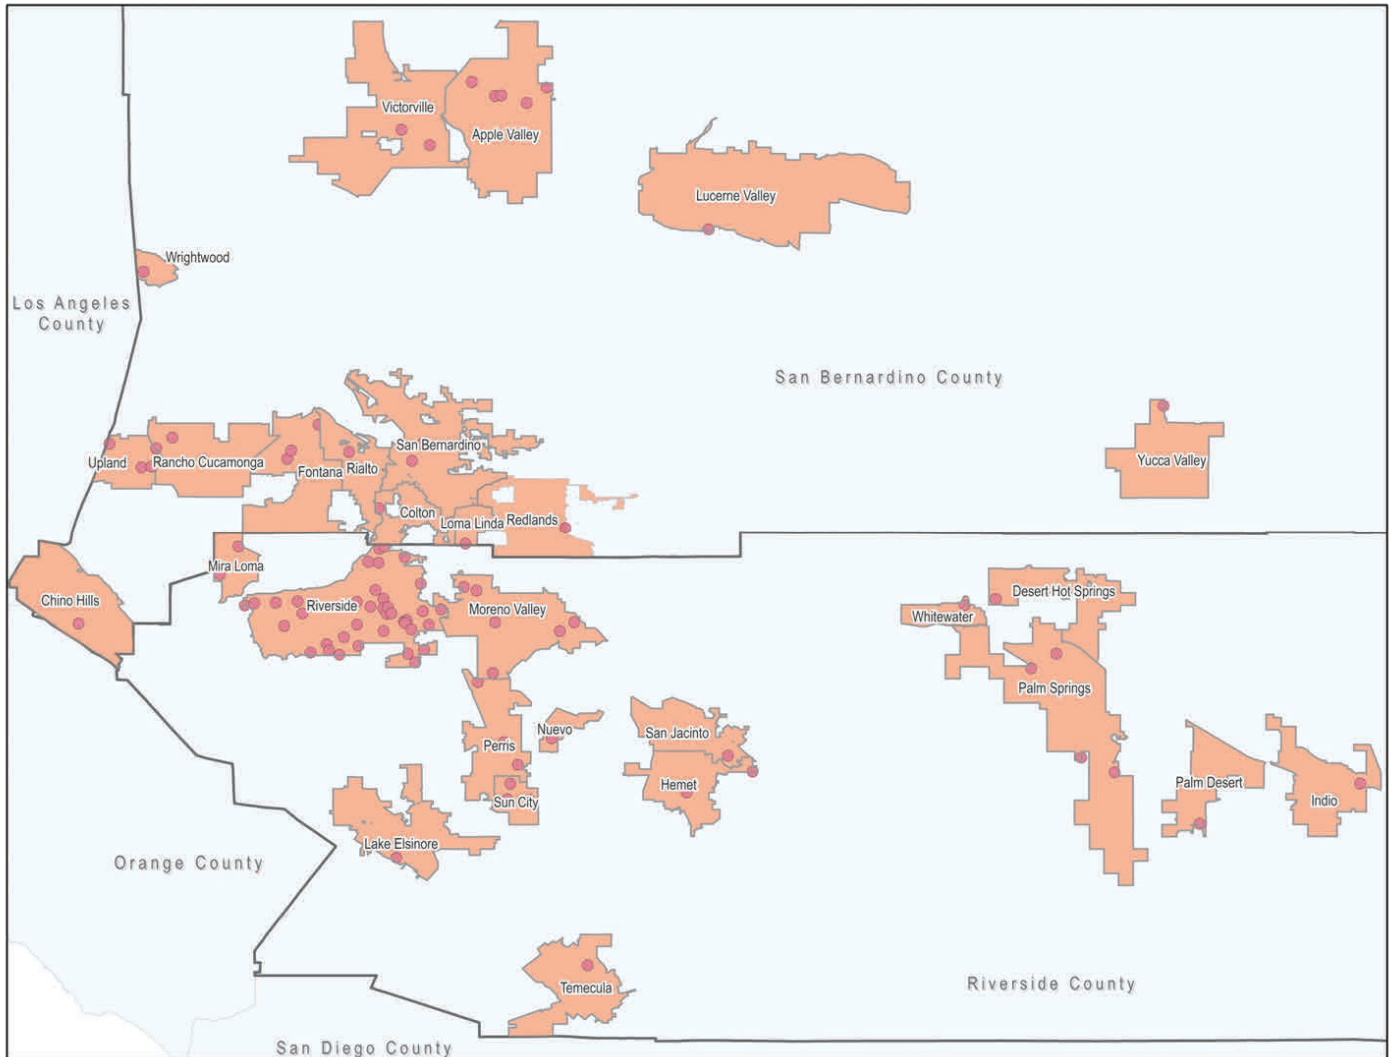 Victorville
Apple Valley
Lucerne Valley
Wrightwood
Los Angeles
County
San Bernardino County
San Bernardino
Upland
Rancho Cucamonga
Fontana
Rialto
Yucca Valley
Colton
Loma Linda
Redlands
Mira Loma
Chino Hills
Riverside
Moreno Valley
Desert Hot Springs
Whitewater
Palm Springs
Nuevo
San Jacinto
Perris
Hemet
Palm Desert
Sun City
Indio
Lake Elsinore
Orange County
Temecula
Riverside County
San Diego County